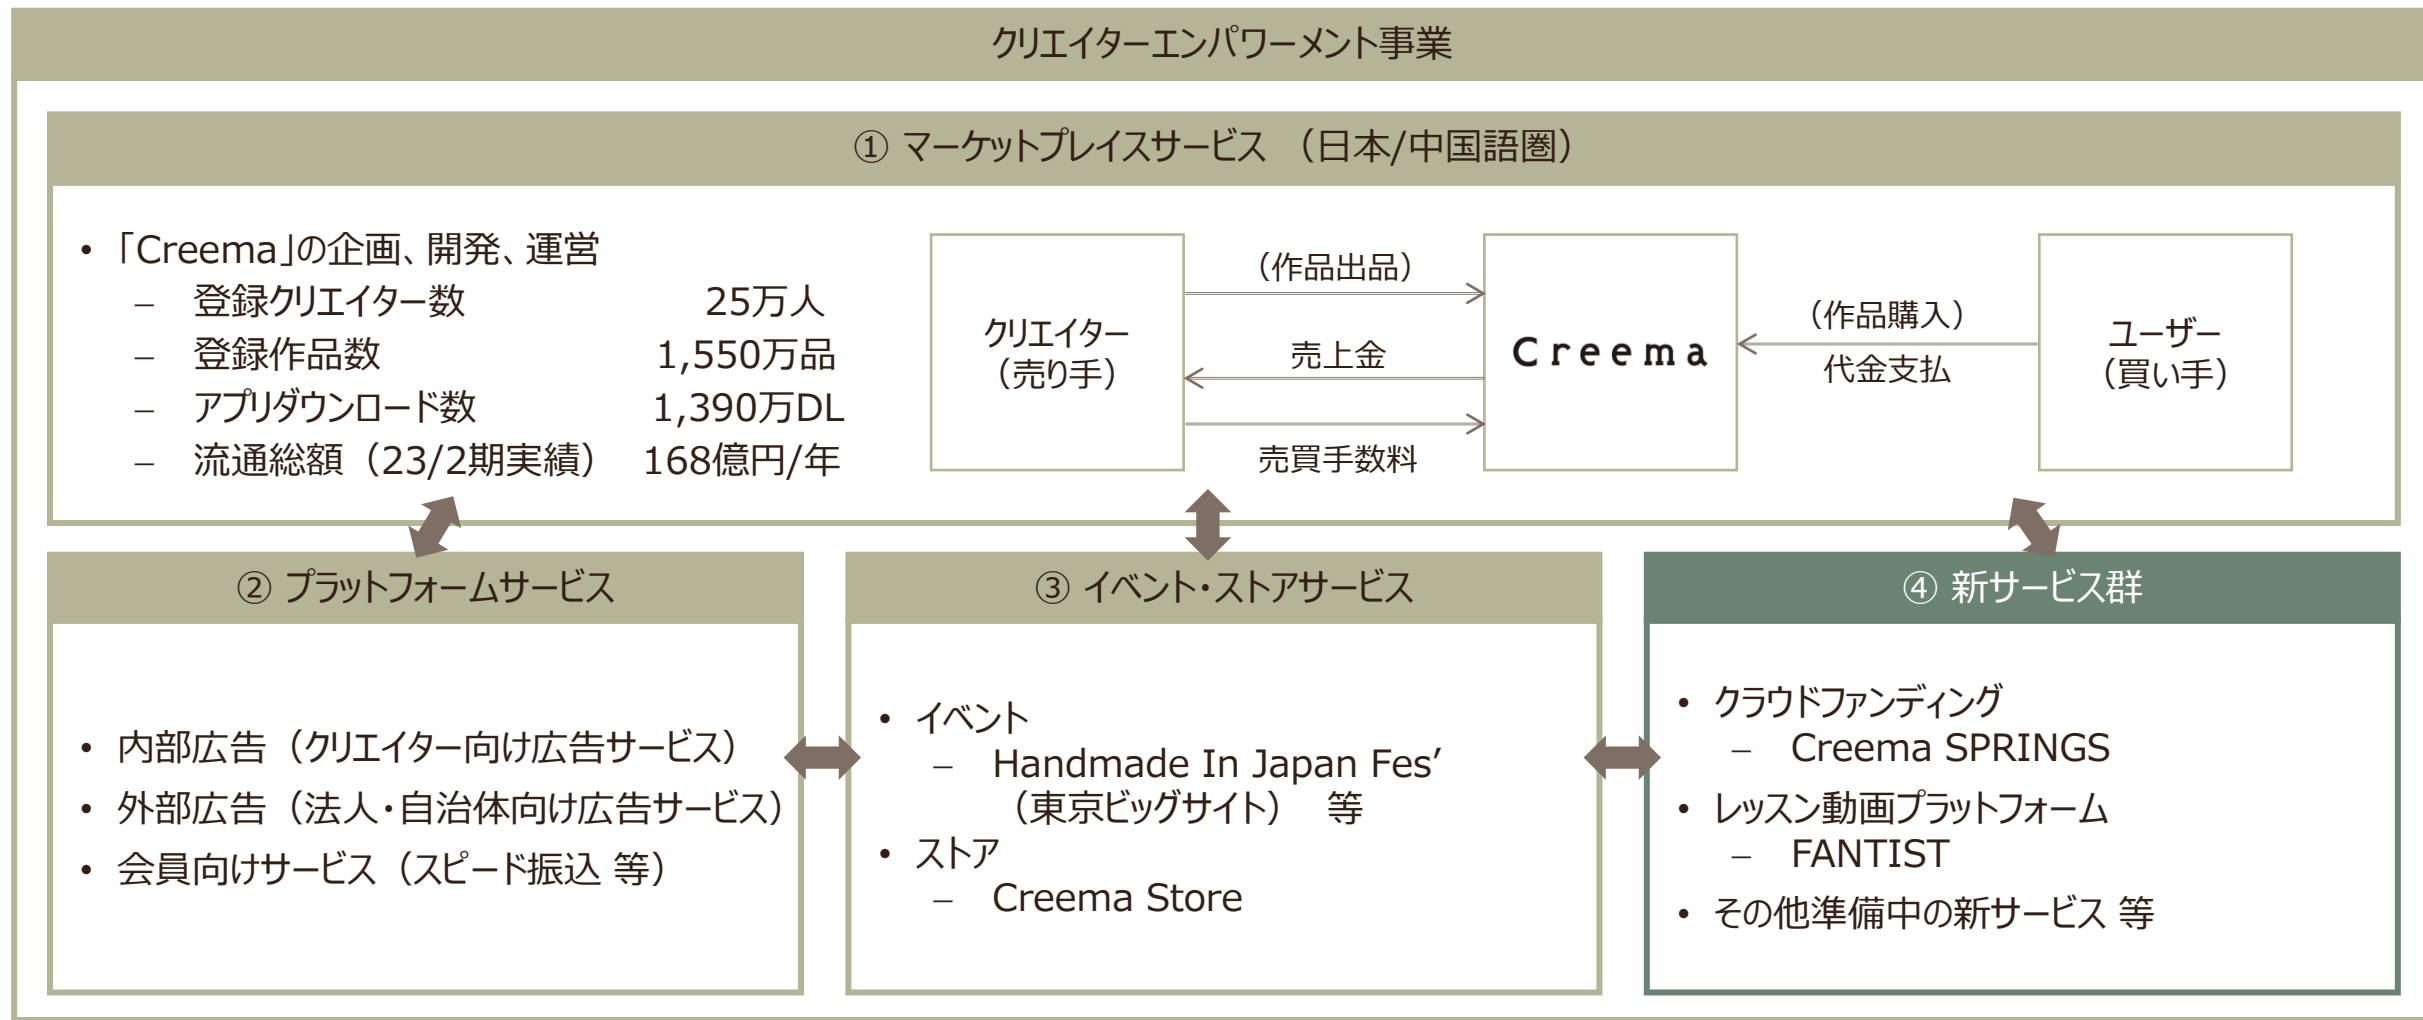 クリエイターエンパワーメント事業
① マーケットプレイスサービス （日本/中国語圏）
• 「Creema」の企画、開発、運営
– 登録クリエイター数 25万人
– 登録作品数 1,550万品
– アプリダウンロード数 1,390万DL
– 流通総額（23/2期実績） 168億円/年
クリエイター
（売り手）
（作品出品）
売上金
売買手数料
Creema
（作品購入）
代金支払
ユーザー
（買い手）
② プラットフォームサービス
• 内部広告（クリエイター向け広告サービス）
• 外部広告（法人・自治体向け広告サービス）
• 会員向けサービス（スピード振込 等）
③ イベント・ストアサービス
• イベント
– Handmade In Japan Fes’
（東京ビッグサイト） 等
• ストア
– Creema Store
④ 新サービス群
• クラウドファンディング
– Creema SPRINGS
• レッスン動画プラットフォーム
– FANTIST
• その他準備中の新サービス 等